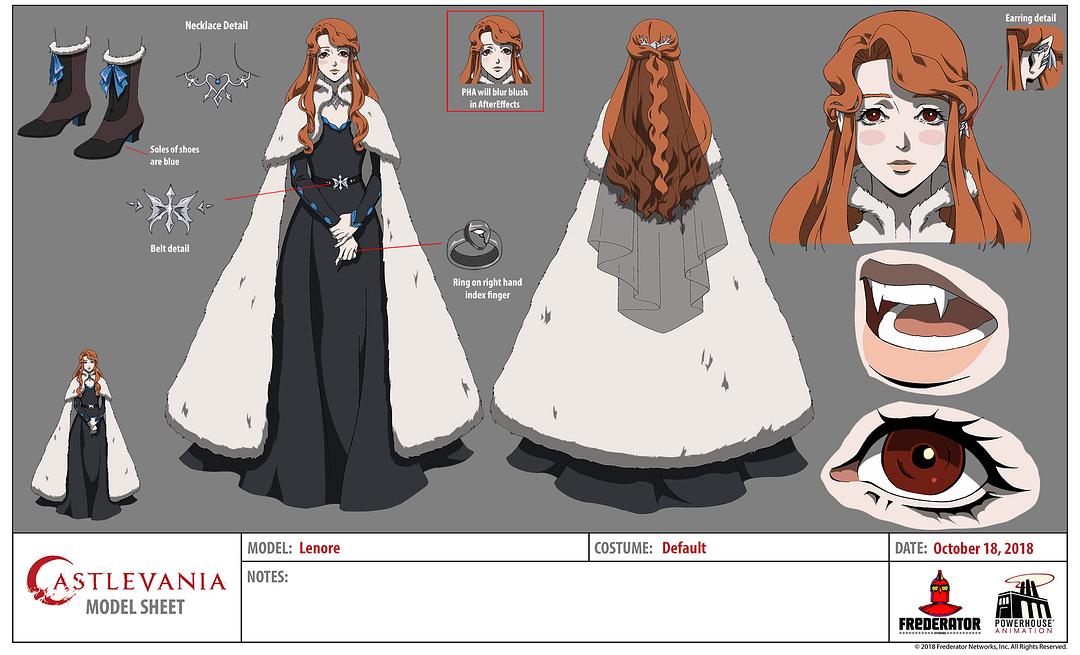 Necklace Detail
PHA will blur blush
in AfterEffects
Earring detail
Soles of shoes
are blue
Belt detail
Ring on right hand
index finger
CASTLEVANIA
MODEL SHEET
MODEL: Lenore
COSTUME: Default
DATE: October 18, 2018
NOTES:
FREDERATOR
STUDIOS
POWERHOUSE
ANIMATION
© 2018 Frederator Networks, Inc. All Rights Reserved.